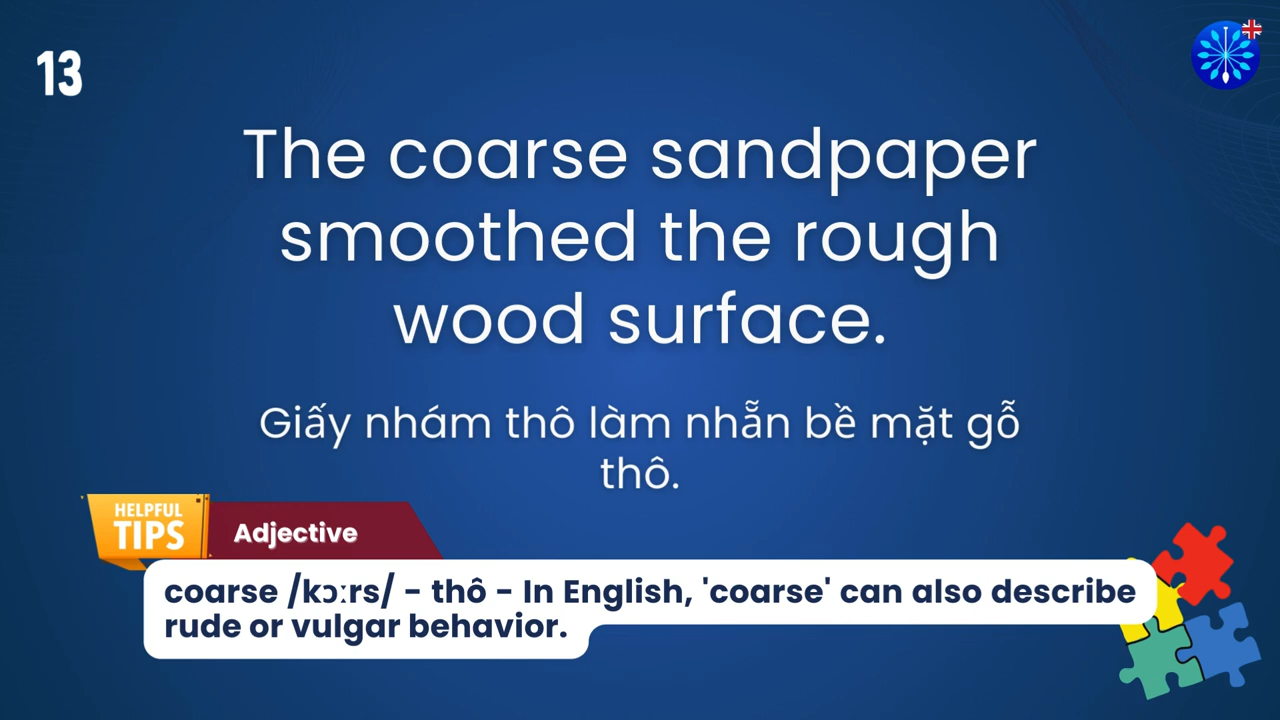 13
The coarse sandpaper
smoothed the rough
wood surface.
Giấy nhám thô làm nhẵn bề mặt gỗ
thô.
HELPFUL
TIPS
Adjective
coarse /kɔːrs/ - thô - In English, 'coarse' can also describe
rude or vulgar behavior.